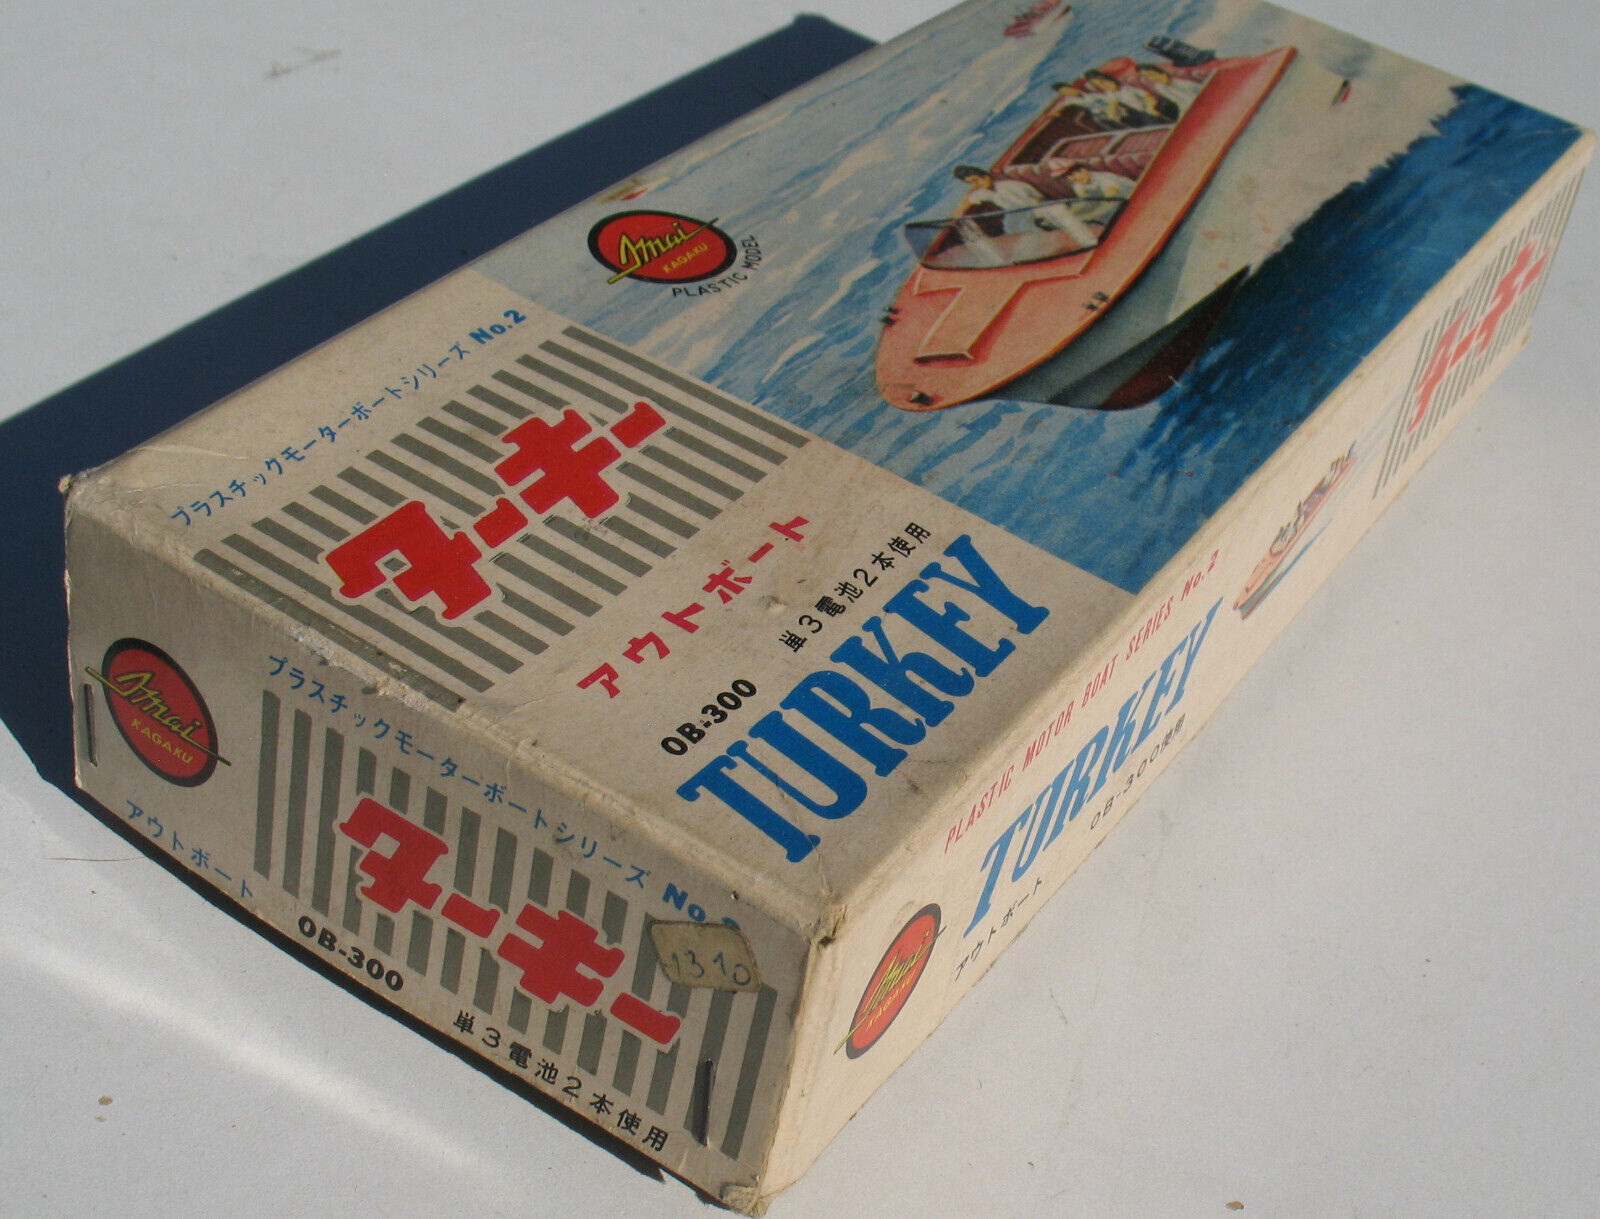 Imai
KAGAKU
PLASTIC MODEL
プラスチックモーターボートシリーズ No.2
ターキー
アウトボート
単3電池2本使用
OB-300
TURKEY
Imai
KAGAKU
プラスチックモーターボートシリーズ No.2
ターキー
アウトボート
OB-300
単3電池2本使用
1310
PLASTIC MOTOR BOAT SERIES No.2
TURKEY
OB-300使用
アウトボート
Imai
KAGAKU
ターキー